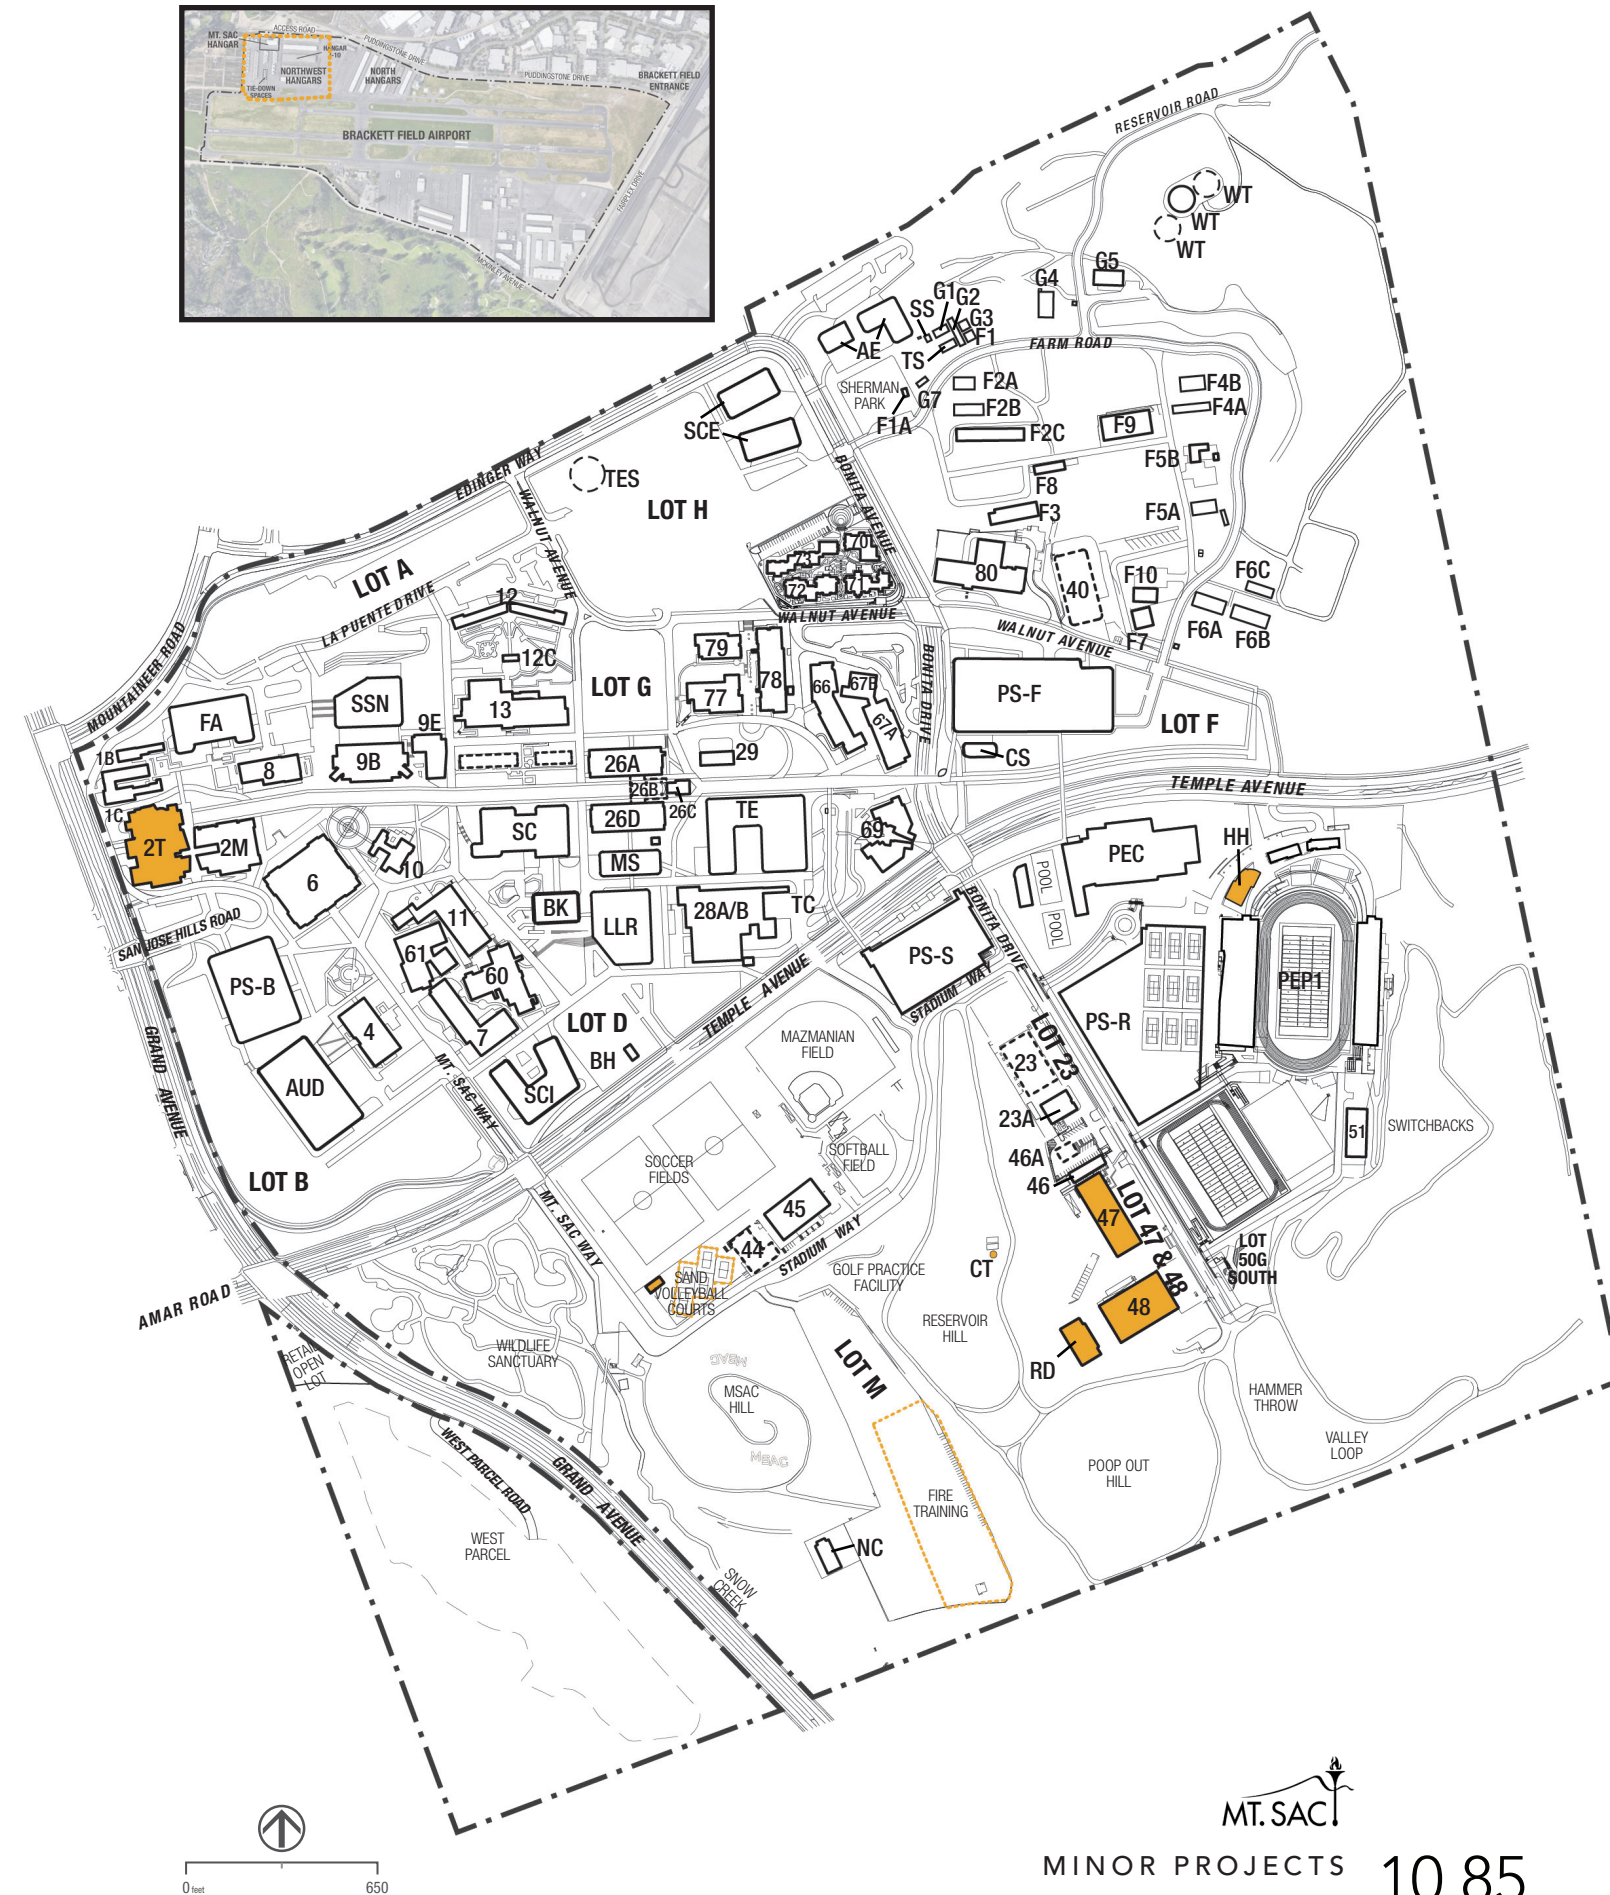 ACCESS ROAD
MT. SAC
HANGAR
PUDDINGSTONE DRIVE
NORTHWEST
HANGARS
NORTH
HANGARS
PUDDINGSTONE DRIVE
BRACKETT FIELD
ENTRANCE
TIE-DOWN
SPACES
BRACKETT FIELD AIRPORT
FAIRPLEX DRIVE
MCKINLEY AVENUE
RESERVOIR ROAD
WT
WT
WT
G5
G4
G1
G2
SS
G3
F1
AE
TS
FARM ROAD
SHERMAN
PARK
G7
F1A
F2A
F2B
F2C
F4B
F4A
F9
F5B
F8
F3
F5A
SCE
TES
EDINGER WAY
WALNUT AVENUE
LOT H
BONITA AVENUE
LOT A
LA PUENTE DRIVE
MOUNTAINEER ROAD
70
73
72
71
80
40
F10
F7
F6C
F6A
F6B
WALNUT AVENUE
WALNUT AVENUE
12
12C
79
78
77
66
67B
67A
BONITA DRIVE
PS-F
LOT F
LOT G
SSN
13
FA
9E
9B
8
1B
1C
29
CS
26A
26B
26C
26D
TE
TEMPLE AVENUE
2T
2M
SC
MS
10
69
6
PEC
HH
POOL
POOL
BK
LLR
28A/B
TC
11
61
60
SAN JOSE HILLS ROAD
PS-B
PS-S
BONITA DRIVE
STADIUM WAY
PEP1
PS-R
4
7
LOT D
BH
TEMPLE AVENUE
MAZMANIAN
FIELD
LOT 23
23
23A
GRAND AVENUE
AUD
MT. SAC WAY
SCI
SOCCER
FIELDS
SOFTBALL
FIELD
46A
46
51
SWITCHBACKS
LOT B
MT. SAC WAY
45
44
STADIUM WAY
47
LOT 47 & 48
LOT
50G
SOUTH
CT
GOLF PRACTICE
FACILITY
SAND
VOLLEYBALL
COURTS
48
AMAR ROAD
RESERVOIR
HILL
RETAIL
OPEN
LOT
WILDLIFE
SANCTUARY
RD
LOT M
MSAC
MSAC
HILL
MSAC
HAMMER
THROW
VALLEY
LOOP
POOP OUT
HILL
WEST PARCEL ROAD
GRAND AVENUE
FIRE
TRAINING
WEST
PARCEL
NC
SNOW
CREEK
MT. SAC
MINOR PROJECTS 10.85
0 feet 650